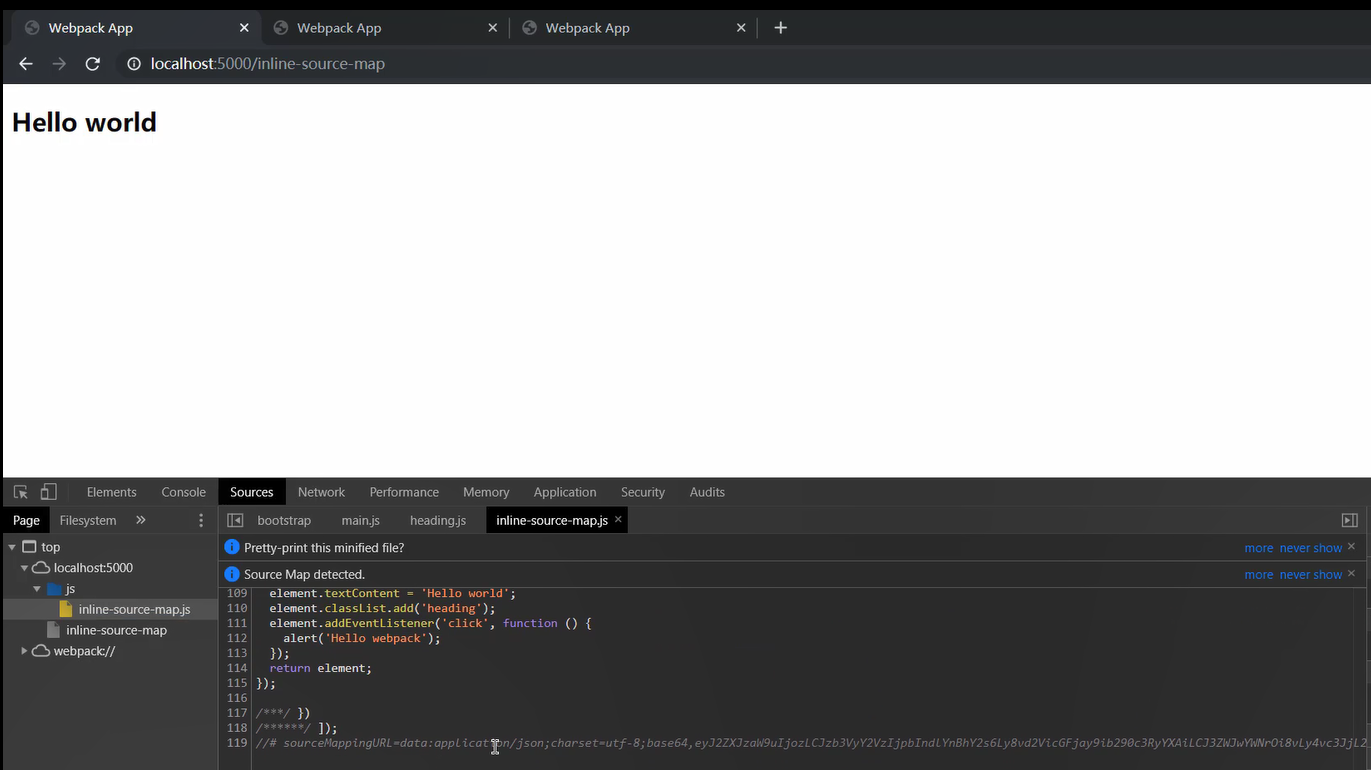 Webpack App
Webpack App
Webpack App
localhost:5000/inline-source-map
Hello world
Elements Console Sources Network Performance Memory Application Security Audits
Page Filesystem » bootstrap main.js heading.js inline-source-map.js ×
top
localhost:5000
js
inline-source-map.js
inline-source-map
webpack://
Pretty-print this minified file? more never show ×
Source Map detected. more never show ×
109 element.textContent = 'Hello world';
110 element.classList.add('heading');
111 element.addEventListener('click', function () {
112 alert('Hello webpack');
113 });
114 return element;
115 });
116
117 /***/ })
118 /******/ ]);
119 //# sourceMappingURL=data:application/json;charset=utf-8;base64,